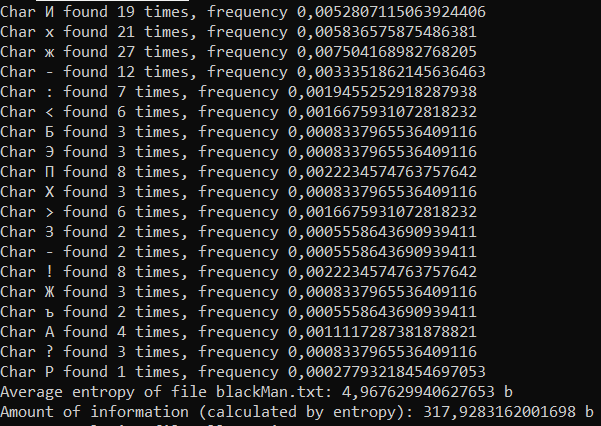 Char И found 19 times, frequency 0,0052807115063924406
Char х found 21 times, frequency 0,005836575875486381
Char ж found 27 times, frequency 0,007504168982768205
Char - found 12 times, frequency 0,0033351862145636463
Char : found 7 times, frequency 0,0019455252918287938
Char < found 6 times, frequency 0,0016675931072818232
Char Б found 3 times, frequency 0,0008337965536409116
Char Э found 3 times, frequency 0,0008337965536409116
Char П found 8 times, frequency 0,0022234574763757642
Char Х found 3 times, frequency 0,0008337965536409116
Char > found 6 times, frequency 0,0016675931072818232
Char З found 2 times, frequency 0,0005558643690939411
Char - found 2 times, frequency 0,0005558643690939411
Char ! found 8 times, frequency 0,0022234574763757642
Char Ж found 3 times, frequency 0,0008337965536409116
Char ъ found 2 times, frequency 0,0005558643690939411
Char А found 4 times, frequency 0,0011117287381878821
Char ? found 3 times, frequency 0,0008337965536409116
Char Р found 1 times, frequency 0,00027793218454697053
Average entropy of file blackMan.txt: 4,967629940627653 b
Amount of information (calculated by entropy): 317,9283162001698 b